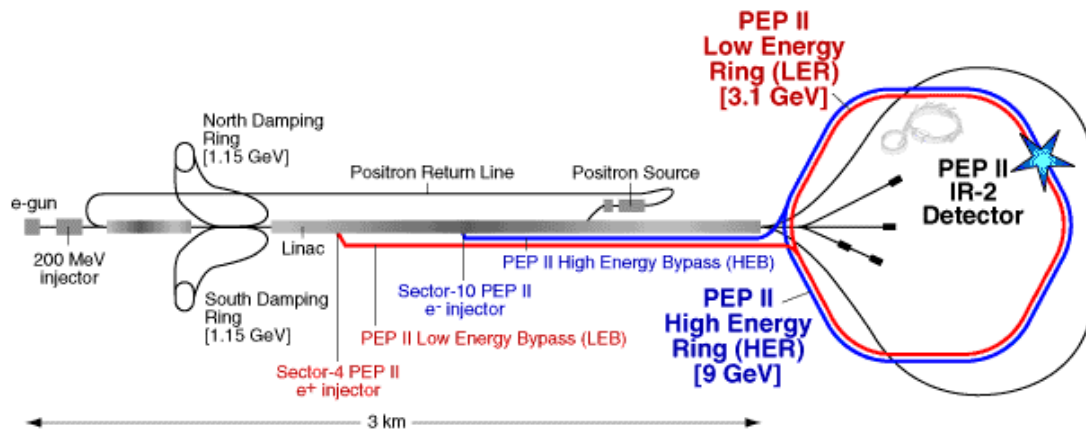 PEP II
Low Energy
Ring (LER)
[3.1 GeV]
North Damping
Ring
[1.15 GeV]
Positron Return Line
Positron Source
e-gun
200 MeV
injector
Linac
PEP II
IR-2
Detector
PEP II High Energy Bypass (HEB)
South Damping
Ring
[1.15 GeV]
Sector-10 PEP II
e⁻ injector
PEP II Low Energy Bypass (LEB)
Sector-4 PEP II
e⁺ injector
PEP II
High Energy
Ring (HER)
[9 GeV]
3 km